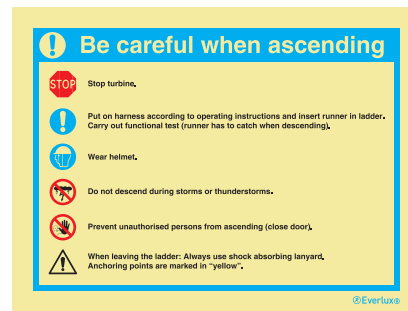 Be careful when ascending
STOP
Stop turbine.
Put on harness according to operating instructions and insert runner in ladder.
Carry out functional test (runner has to catch when descending).
Wear helmet.
Do not descend during storms or thunderstorms.
Prevent unauthorised persons from ascending (close door).
When leaving the ladder: Always use shock absorbing lanyard.
Anchoring points are marked in “yellow”.
Everlux®